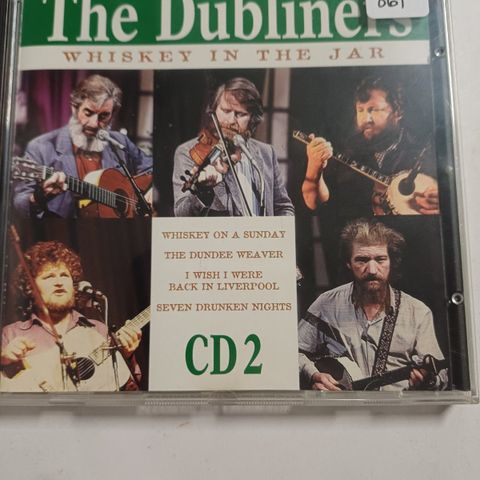 The Dubliners
061
WHISKEY IN THE JAR
WHISKEY ON A SUNDAY
THE DUNDEE WEAVER
I WISH I WERE
BACK IN LIVERPOOL
SEVEN DRUNKEN NIGHTS
CD 2